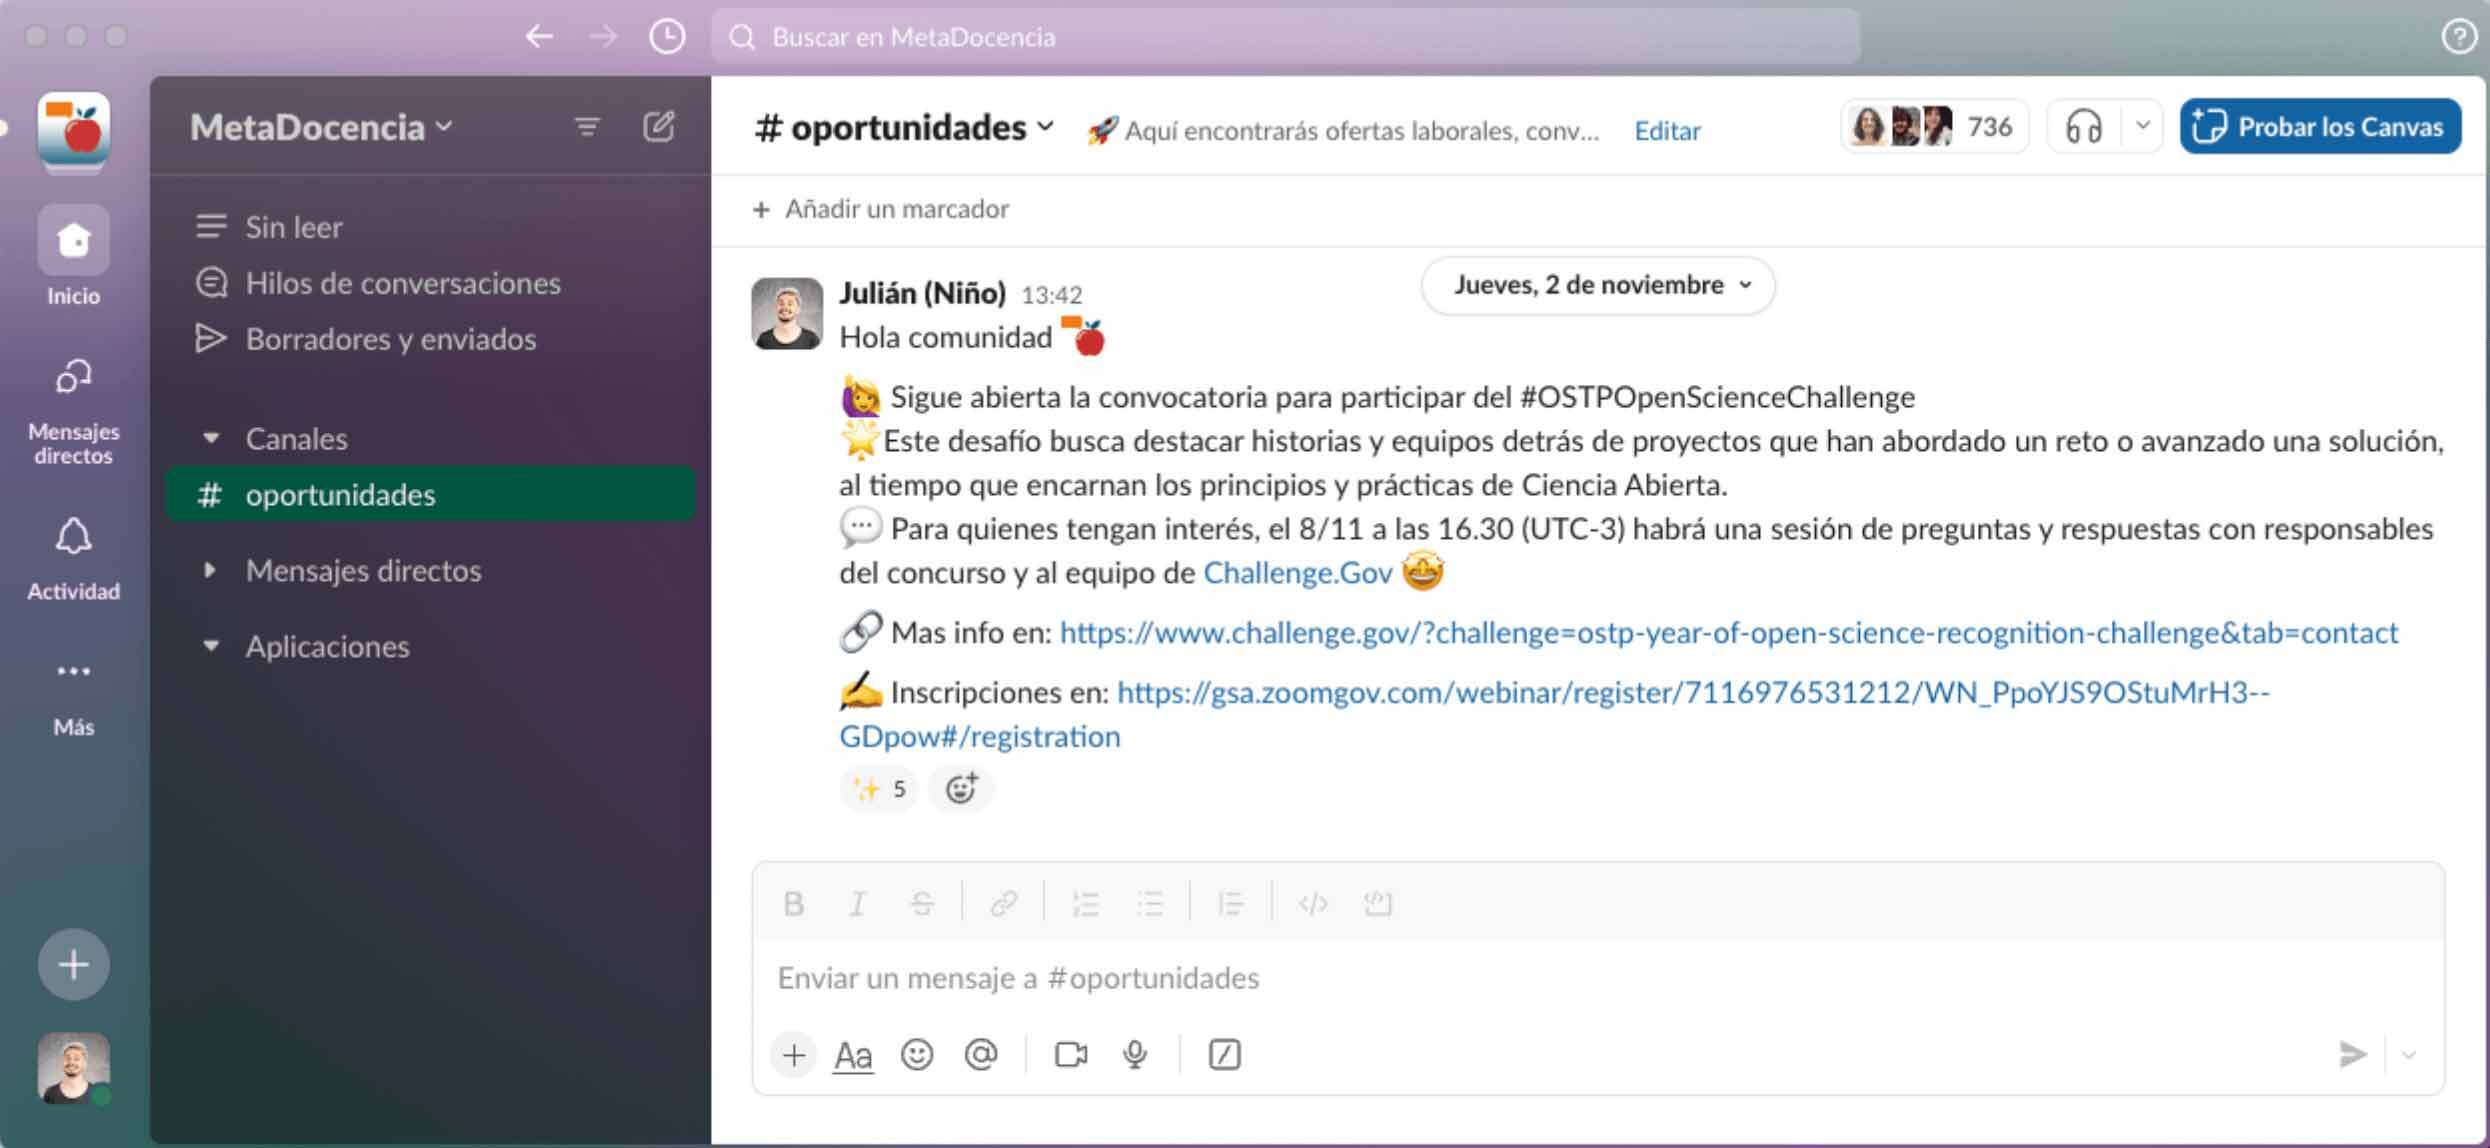 Buscar en MetaDocencia
MetaDocencia
# oportunidades
Aquí encontrarás ofertas laborales, conv...
Editar
736
Probar los Canvas
+ Añadir un marcador
Inicio
Mensajes
directos
Actividad
Más
Sin leer
Hilos de conversaciones
Borradores y enviados
Canales
# oportunidades
Mensajes directos
Aplicaciones
Jueves, 2 de noviembre
Julián (Niño) 13:42
Hola comunidad
Sigue abierta la convocatoria para participar del #OSTPOpenScienceChallenge
Este desafío busca destacar historias y equipos detrás de proyectos que han abordado un reto o avanzado una solución,
al tiempo que encarnan los principios y prácticas de Ciencia Abierta.
Para quienes tengan interés, el 8/11 a las 16.30 (UTC-3) habrá una sesión de preguntas y respuestas con responsables
del concurso y al equipo de Challenge.Gov
Mas info en: https://www.challenge.gov/?challenge=ostp-year-of-open-science-recognition-challenge&tab=contact
Inscripciones en: https://gsa.zoomgov.com/webinar/register/7116976531212/WN_PpoYJS9OStuMrH3--
GDpow#/registration
5
B I S
Enviar un mensaje a #oportunidades
Aa